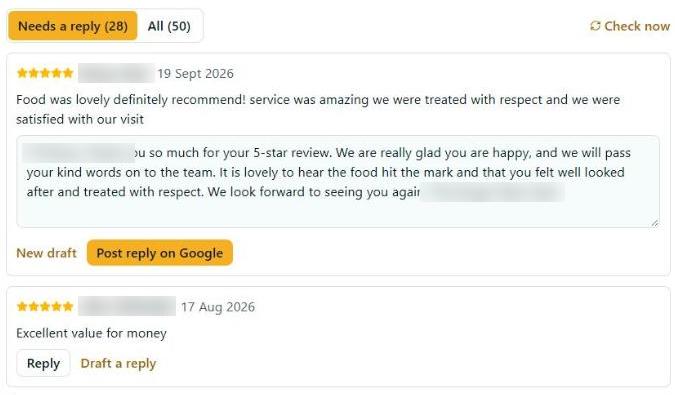 Needs a reply (28)
All (50)
Check now
★★★★★ 19 Sept 2026
Food was lovely definitely recommend! service was amazing we were treated with respect and we were
satisfied with our visit
so much for your 5-star review. We are really glad you are happy, and we will pass
your kind words on to the team. It is lovely to hear the food hit the mark and that you felt well looked
after and treated with respect. We look forward to seeing you
New draft
Post reply on Google
★★★★★ 17 Aug 2026
Excellent value for money
Reply
Draft a reply